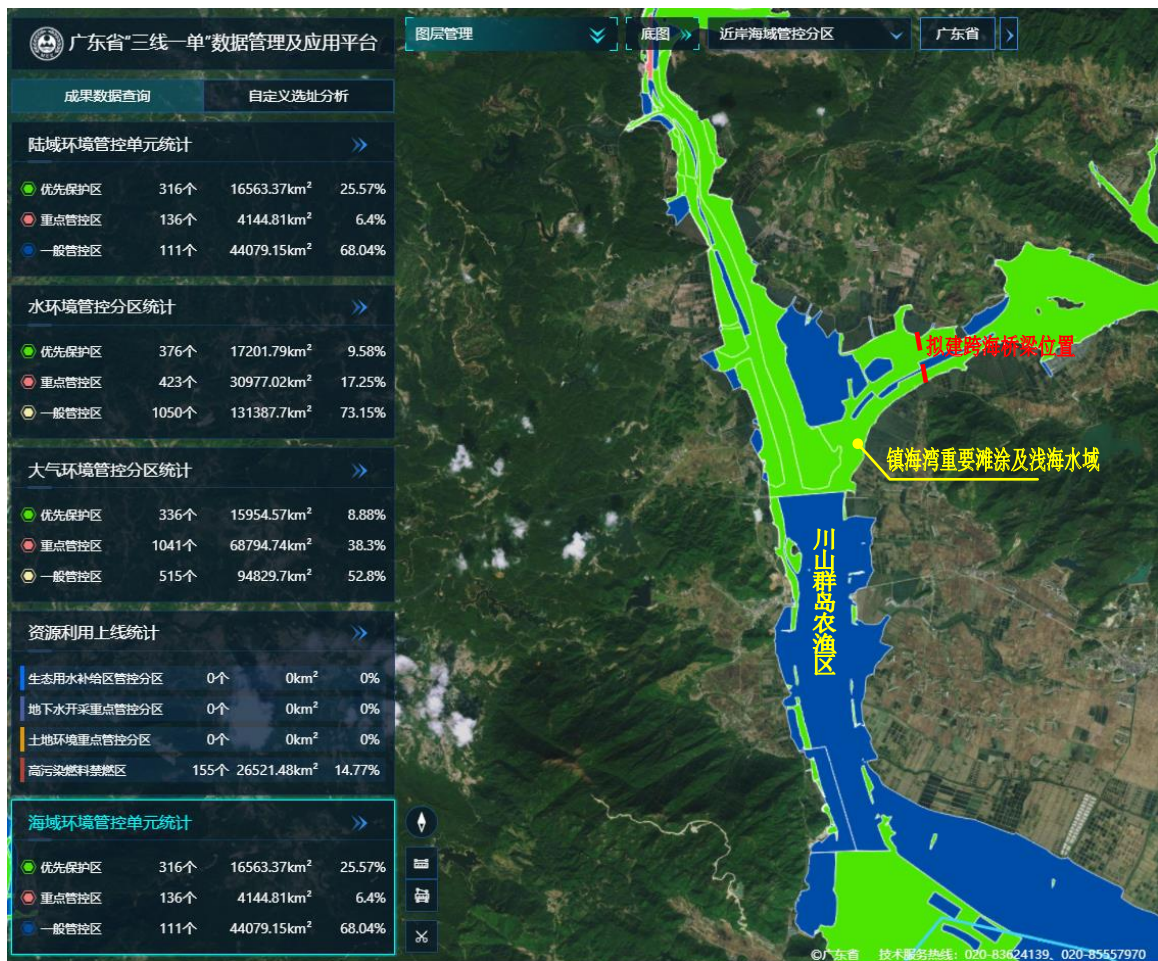 广东省“三线一单”数据管理及应用平台
成果数据查询 自定义选址分析
陆域环境管控单元统计
优先保护区 316个 16563.37km² 25.57%
重点管控区 136个 4144.81km² 6.4%
一般管控区 111个 44079.15km² 68.04%
水环境管控分区统计
优先保护区 376个 17201.79km² 9.58%
重点管控区 423个 30977.02km² 17.25%
一般管控区 1050个 131387.7km² 73.15%
大气环境管控分区统计
优先保护区 336个 15954.57km² 8.88%
重点管控区 1041个 68794.74km² 38.3%
一般管控区 515个 94829.7km² 52.8%
资源利用上线统计
生态用水补给区管控分区 0个 0km² 0%
地下水开采重点管控分区 0个 0km² 0%
土地环境重点管控分区 0个 0km² 0%
高污染燃料禁燃区 155个 26521.48km² 14.77%
海域环境管控单元统计
优先保护区 316个 16563.37km² 25.57%
重点管控区 136个 4144.81km² 6.4%
一般管控区 111个 44079.15km² 68.04%
图层管理 底图 近岸海域管控分区 广东省
拟建跨海桥梁位置
镇海湾重要滩涂及浅海水域
川山群岛农渔区
©广东省 技术服务热线：020-83624139、020-85557970